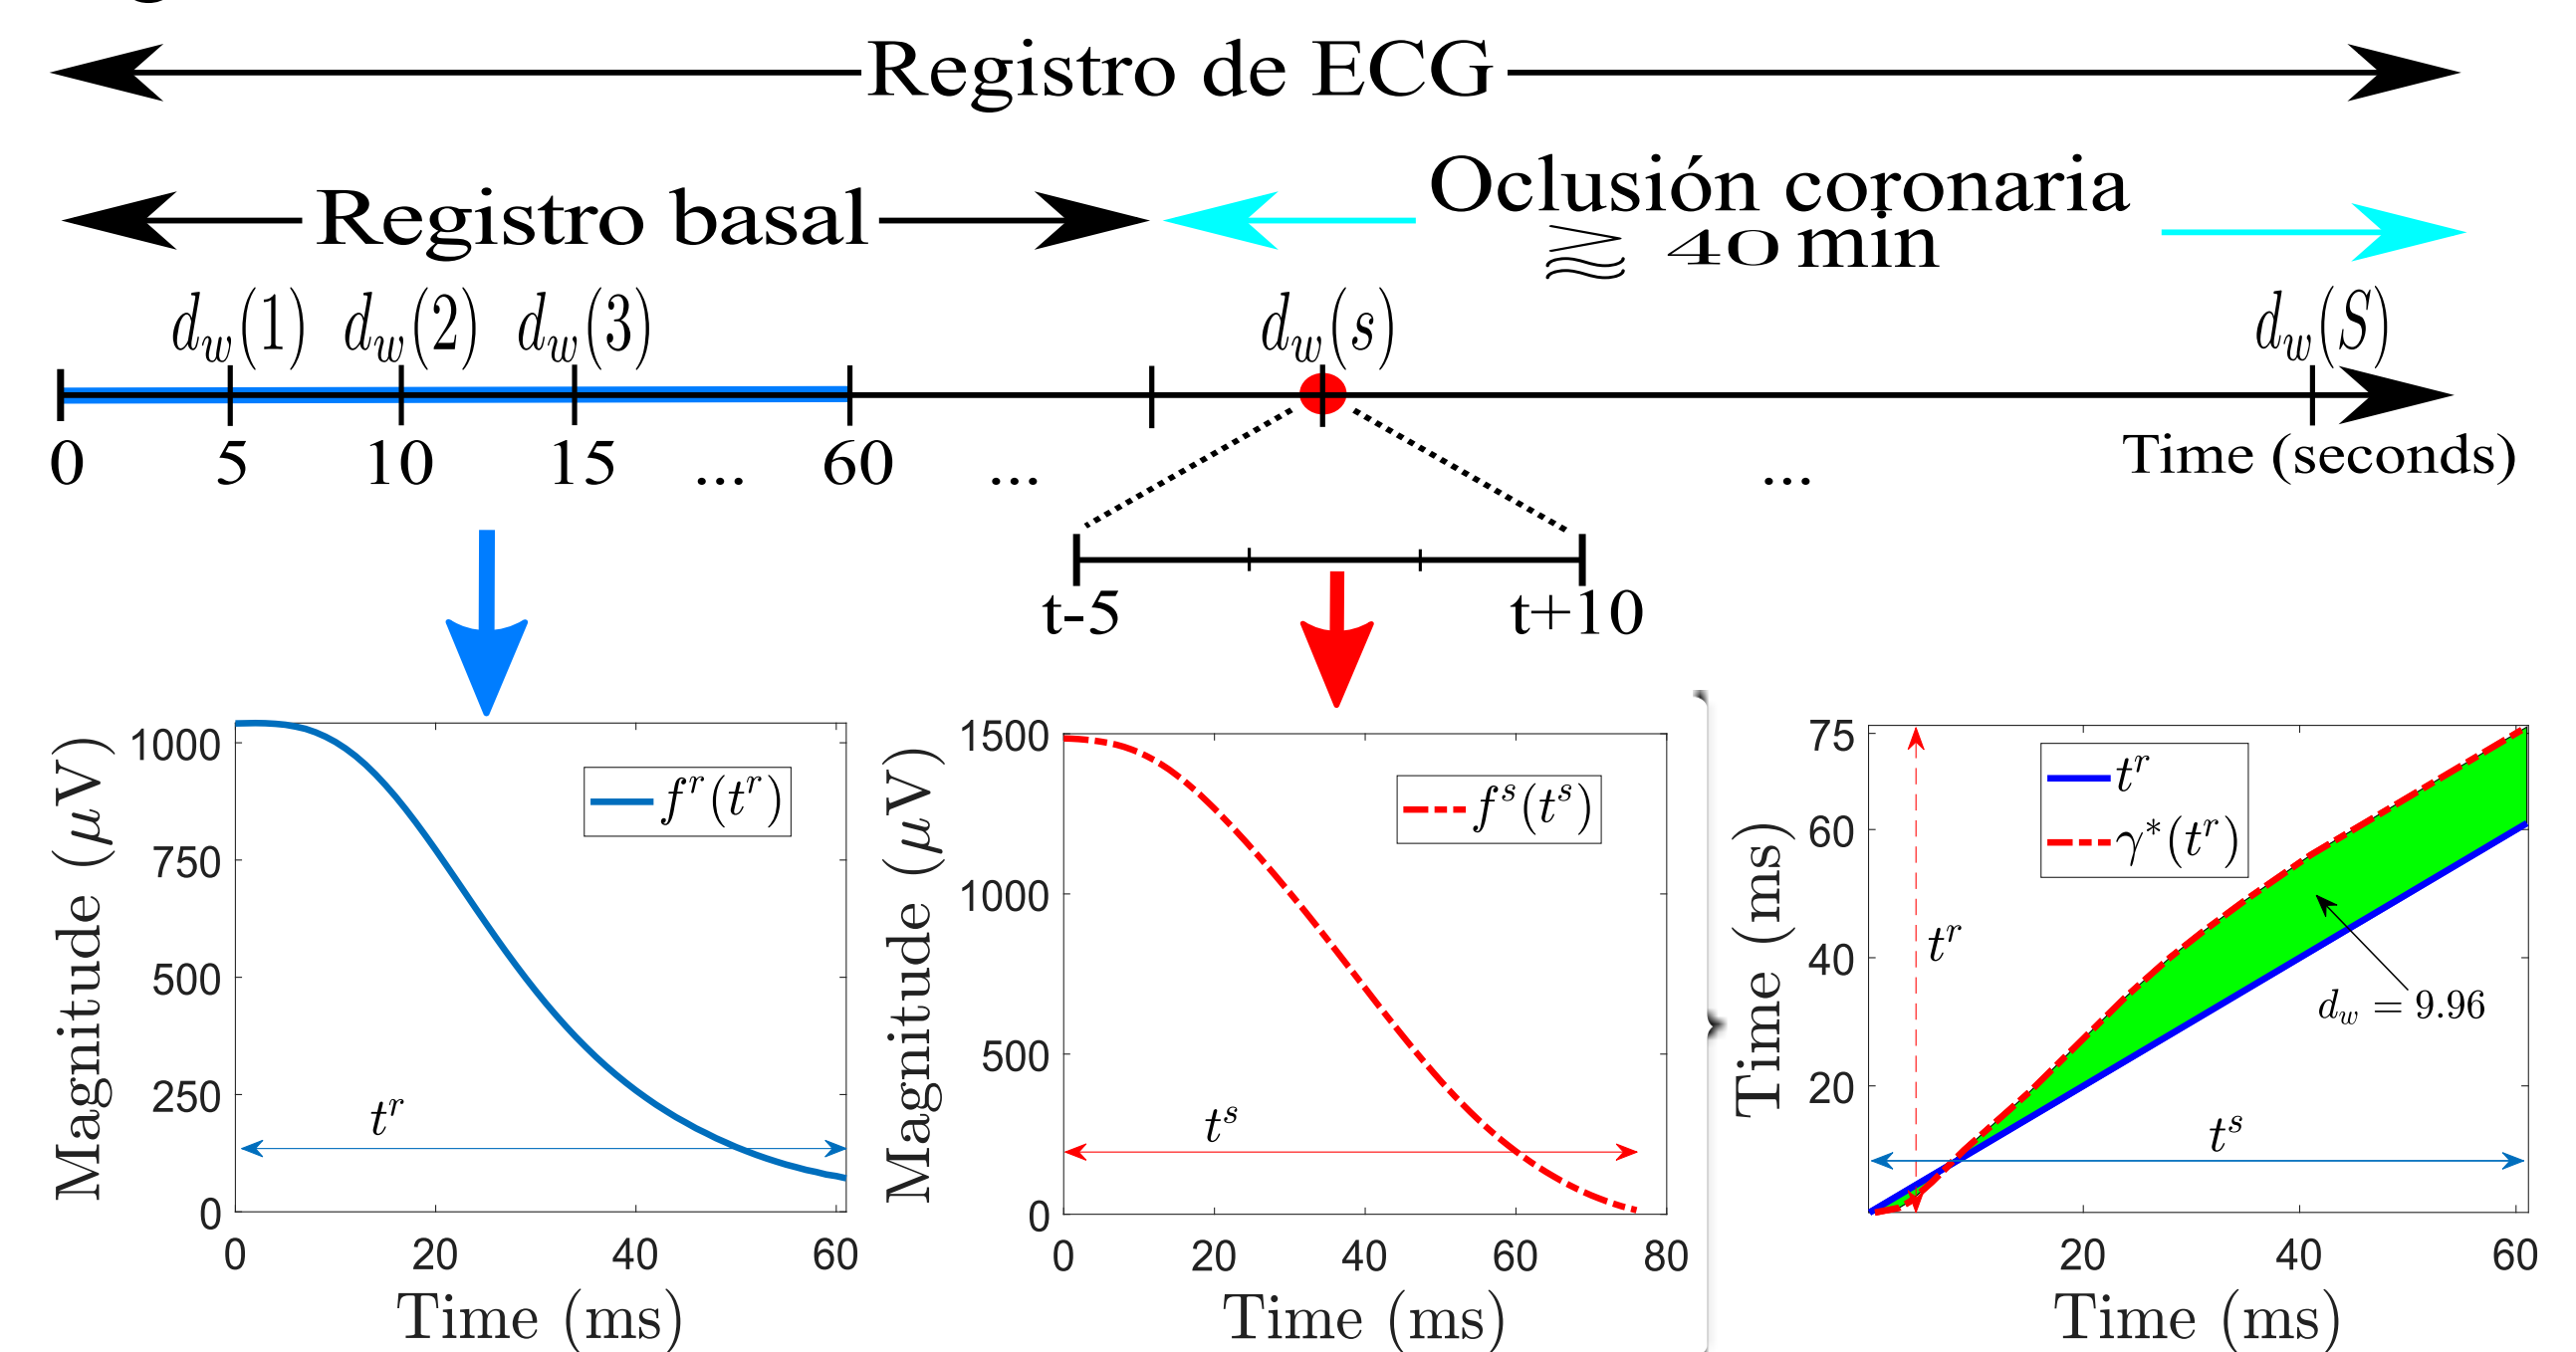 Registro de ECG
Registro basal
Oclusión coronaria
≧ 40 min
d_w(1) d_w(2) d_w(3) d_w(s) d_w(S)
0 5 10 15 ... 60 ... ...
Time (seconds)
t-5 t+10
Magnitude (μV)
1000
750
500
250
0
0 20 40 60
Time (ms)
f^r(t^r)
t^r
Magnitude (μV)
1500
1000
500
0
0 20 40 60 80
Time (ms)
f^s(t^s)
t^s
Time (ms)
75
60
40
20
20 40 60
Time (ms)
t^r
γ*(t^r)
t^r
d_w = 9.96
t^s